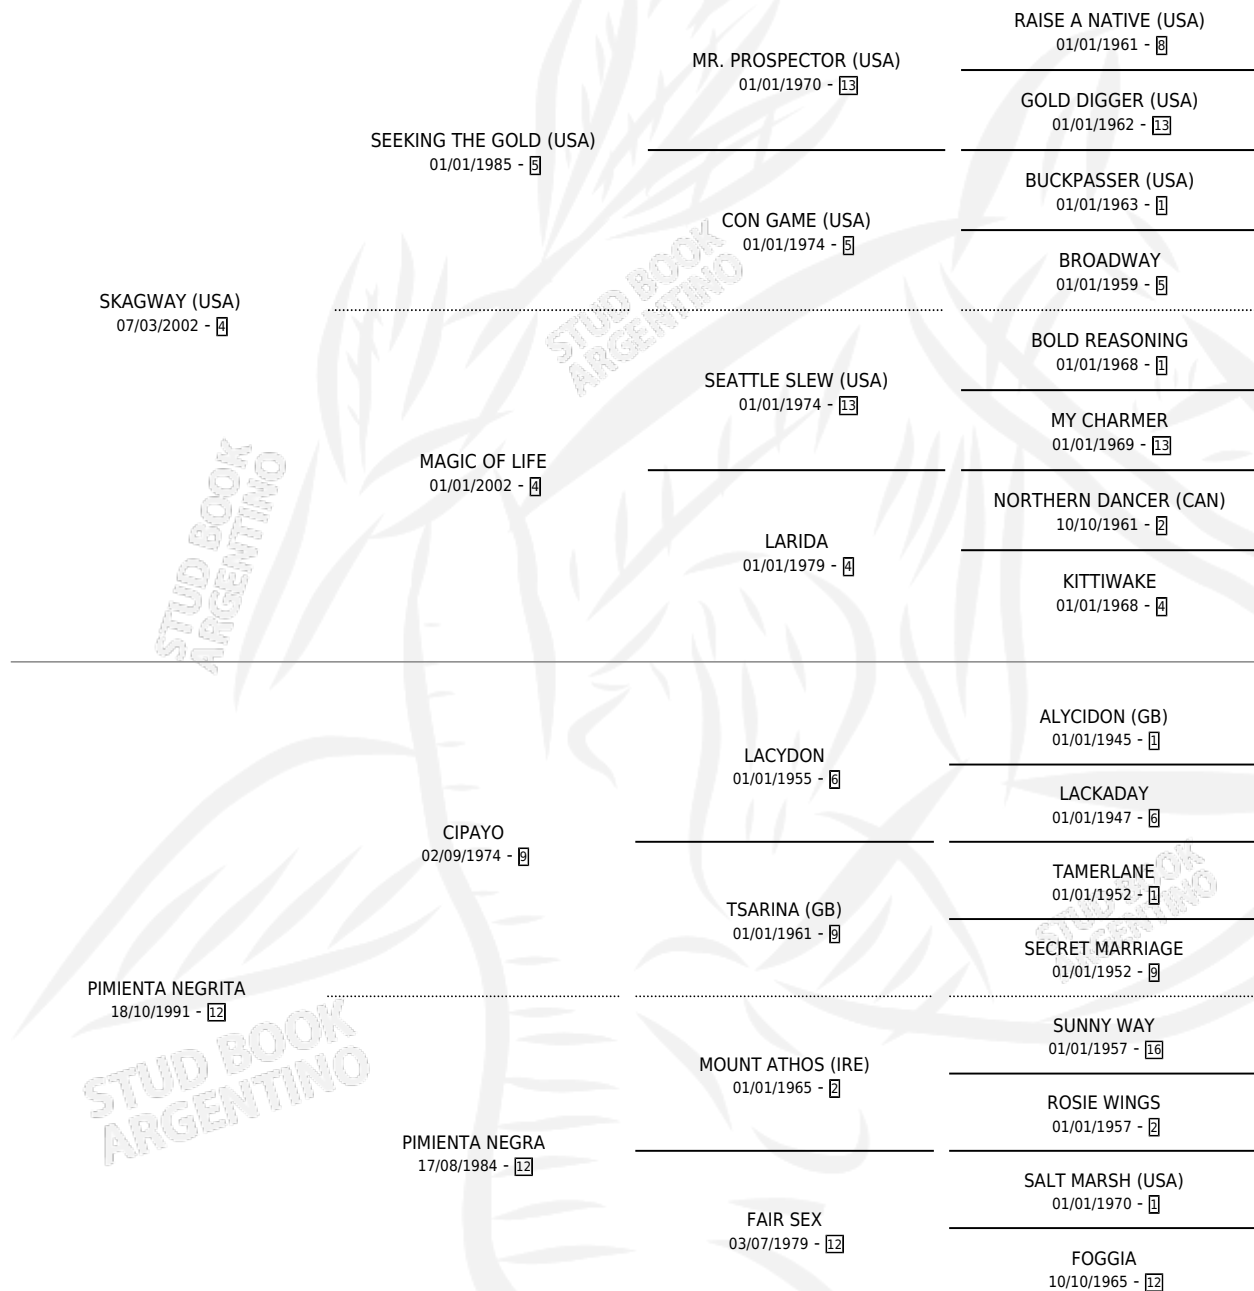 RAISE A NATIVE (USA)
01/01/1961 - 8
MR. PROSPECTOR (USA)
01/01/1970 - 13
GOLD DIGGER (USA)
01/01/1962 - 13
SEEKING THE GOLD (USA)
01/01/1985 - 5
BUCKPASSER (USA)
01/01/1963 - 1
CON GAME (USA)
01/01/1974 - 5
BROADWAY
01/01/1959 - 5
SKAGWAY (USA)
07/03/2002 - 4
BOLD REASONING
01/01/1968 - 1
SEATTLE SLEW (USA)
01/01/1974 - 13
MY CHARMER
01/01/1969 - 13
MAGIC OF LIFE
01/01/2002 - 4
NORTHERN DANCER (CAN)
10/10/1961 - 2
LARIDA
01/01/1979 - 4
KITTIWAKE
01/01/1968 - 4
ALYCIDON (GB)
01/01/1945 - 1
LACYDON
01/01/1955 - 6
LACKADAY
01/01/1947 - 6
CIPAYO
02/09/1974 - 9
TAMERLANE
01/01/1952 - 1
TSARINA (GB)
01/01/1961 - 9
SECRET MARRIAGE
01/01/1952 - 9
PIMIENTA NEGRITA
18/10/1991 - 12
SUNNY WAY
01/01/1957 - 16
MOUNT ATHOS (IRE)
01/01/1965 - 2
ROSIE WINGS
01/01/1957 - 2
PIMIENTA NEGRA
17/08/1984 - 12
SALT MARSH (USA)
01/01/1970 - 1
FAIR SEX
03/07/1979 - 12
FOGGIA
10/10/1965 - 12
STUD BOOK
ARGENTINO
STUD BOOK
ARGENTINO
STUD BOOK
ARGENTINO
STUD BOOK
ARGENTINO